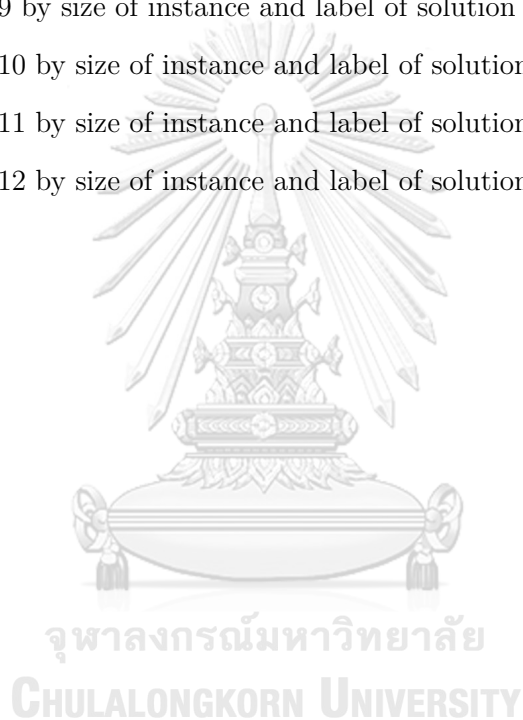 9 by size of instance and label of solution
10 by size of instance and label of solution
11 by size of instance and label of solution
12 by size of instance and label of solution
จุฬาลงกรณ์มหาวิทยาลัย
CHULALONGKORN UNIVERSITY